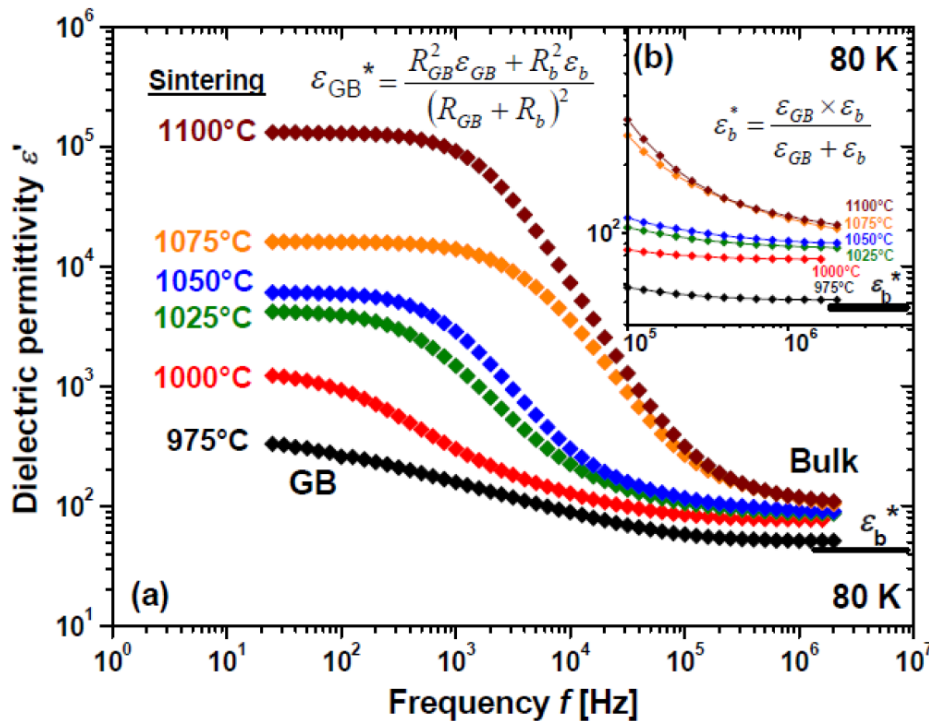 10⁶
10⁵
10⁴
10³
10²
10¹
Dielectric permittivity ε'
Sintering
1100°C
1075°C
1050°C
1025°C
1000°C
975°C
ε_GB* = (R²_GB ε_GB + R²_b ε_b) / (R_GB + R_b)²
GB
Bulk
ε_b*
(a)
80 K
10⁰ 10¹ 10² 10³ 10⁴ 10⁵ 10⁶ 10⁷
Frequency f [Hz]
(b)
80 K
ε_b* = (ε_GB × ε_b) / (ε_GB + ε_b)
10²
1100°C
1075°C
1050°C
1025°C
1000°C
975°C
ε_b*
10⁵ 10⁶